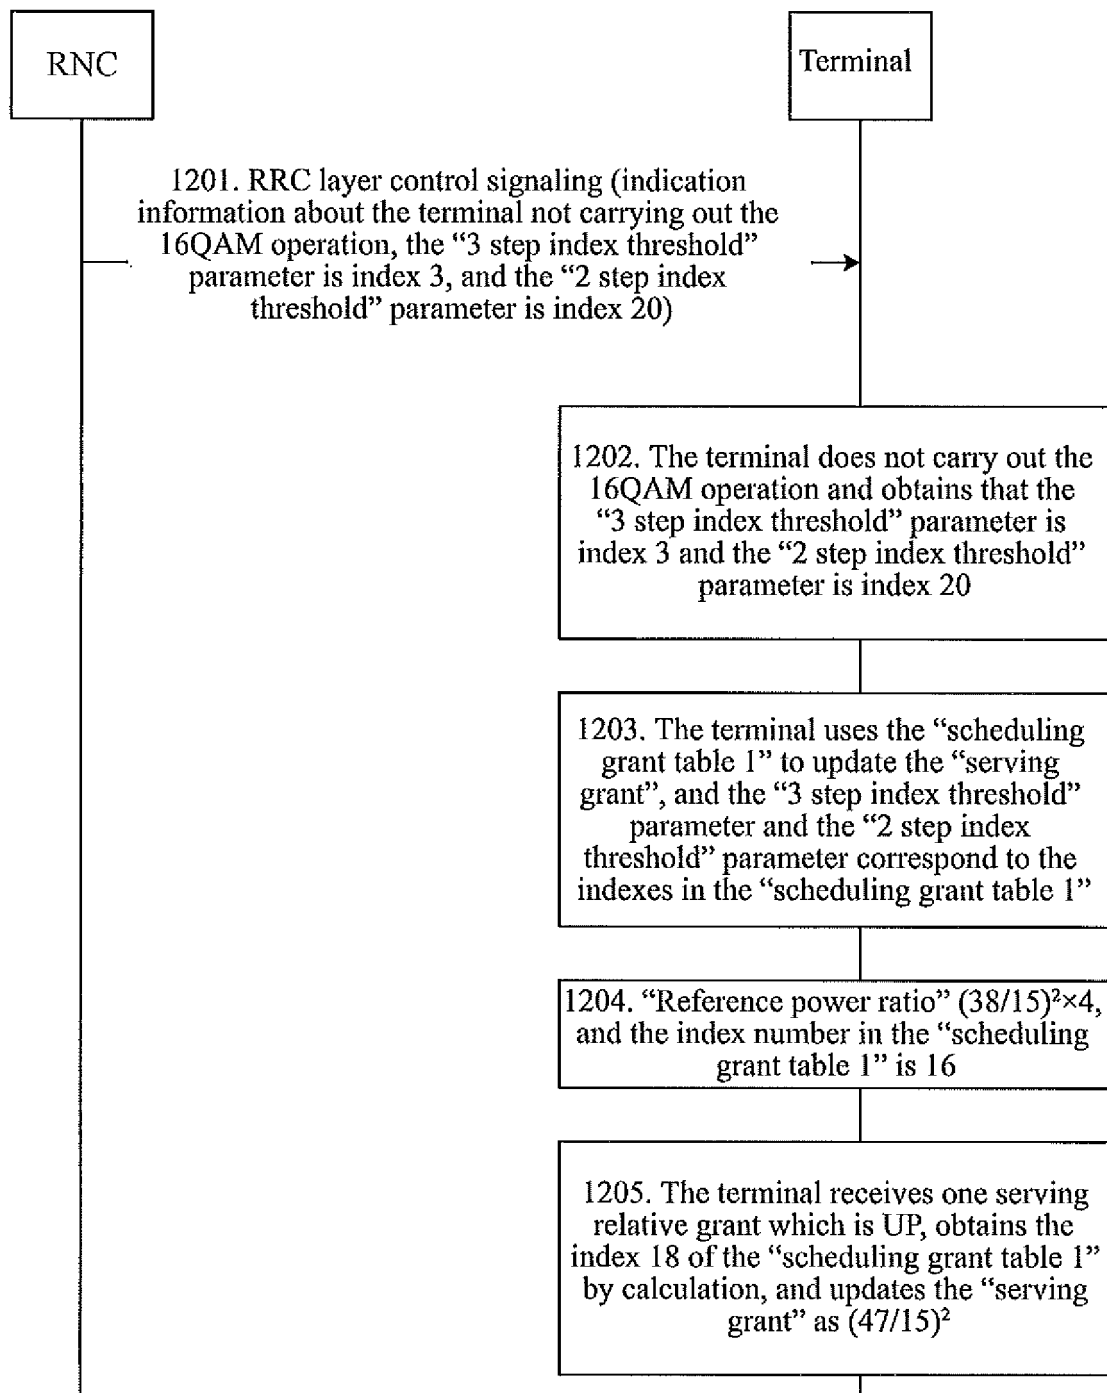 RNC
Terminal
1201. RRC layer control signaling (indication
information about the terminal not carrying out the
16QAM operation, the “3 step index threshold”
parameter is index 3, and the “2 step index
threshold” parameter is index 20)
1202. The terminal does not carry out the
16QAM operation and obtains that the
“3 step index threshold” parameter is
index 3 and the “2 step index threshold”
parameter is index 20
1203. The terminal uses the “scheduling
grant table 1” to update the “serving
grant”, and the “3 step index threshold”
parameter and the “2 step index
threshold” parameter correspond to the
indexes in the “scheduling grant table 1”
1204. “Reference power ratio” (38/15)²×4,
and the index number in the “scheduling
grant table 1” is 16
1205. The terminal receives one serving
relative grant which is UP, obtains the
index 18 of the “scheduling grant table 1”
by calculation, and updates the “serving
grant” as (47/15)²